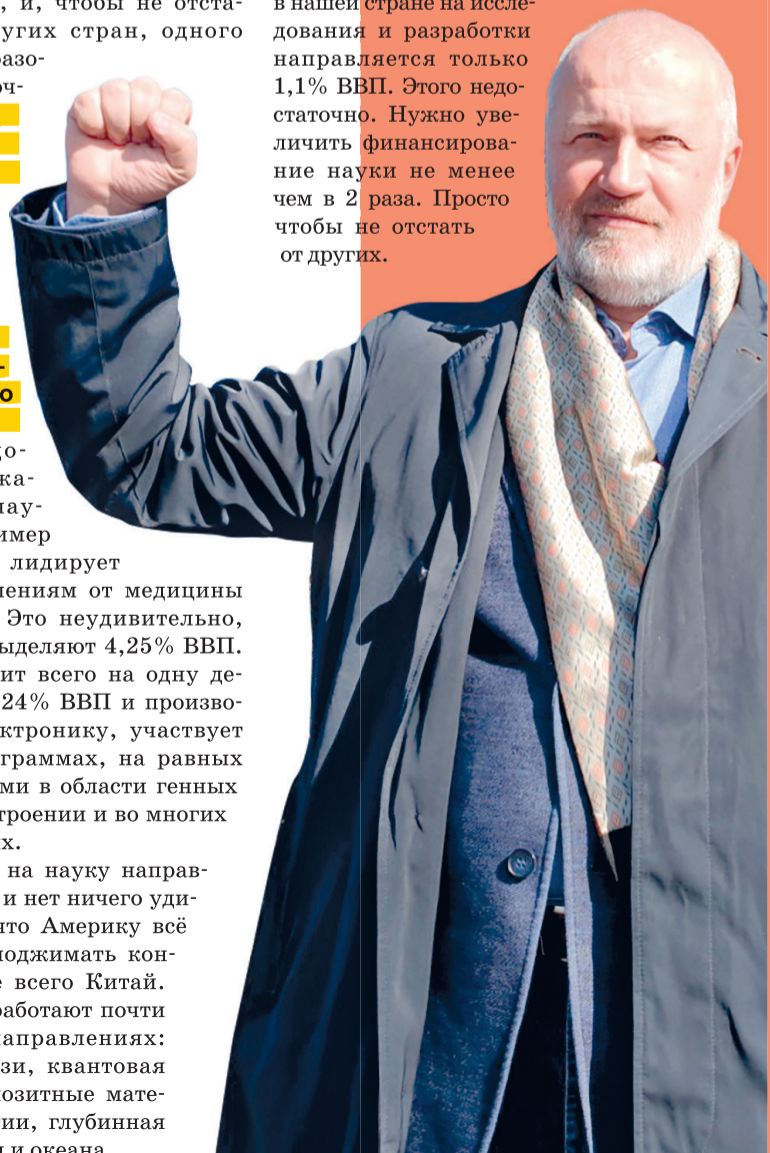 , и, чтобы не отста-
угих стран, одного
разо-
оч-
-
о
до-
жа-
нау-
имер
лидирует
лениям от медицины
Это неудивительно,
ыделяют 4,25% ВВП.
ит всего на одну де-
24% ВВП и произво-
ктронику, участвует
граммах, на равных
ми в области генных
троении и во многих
х.
на науку направ-
и нет ничего уди-
что Америку всё
поджимать кон-
е всего Китай.
работают почти
направлениях:
зи, квантовая
позитные мате-
гии, глубинная
и океана
в нашей стране на иссле-
дования и разработки
направляется только
1,1% ВВП. Этого недо-
статочно. Нужно уве-
личить финансирова-
ние науки не менее
чем в 2 раза. Просто
чтобы не отстать
от других.